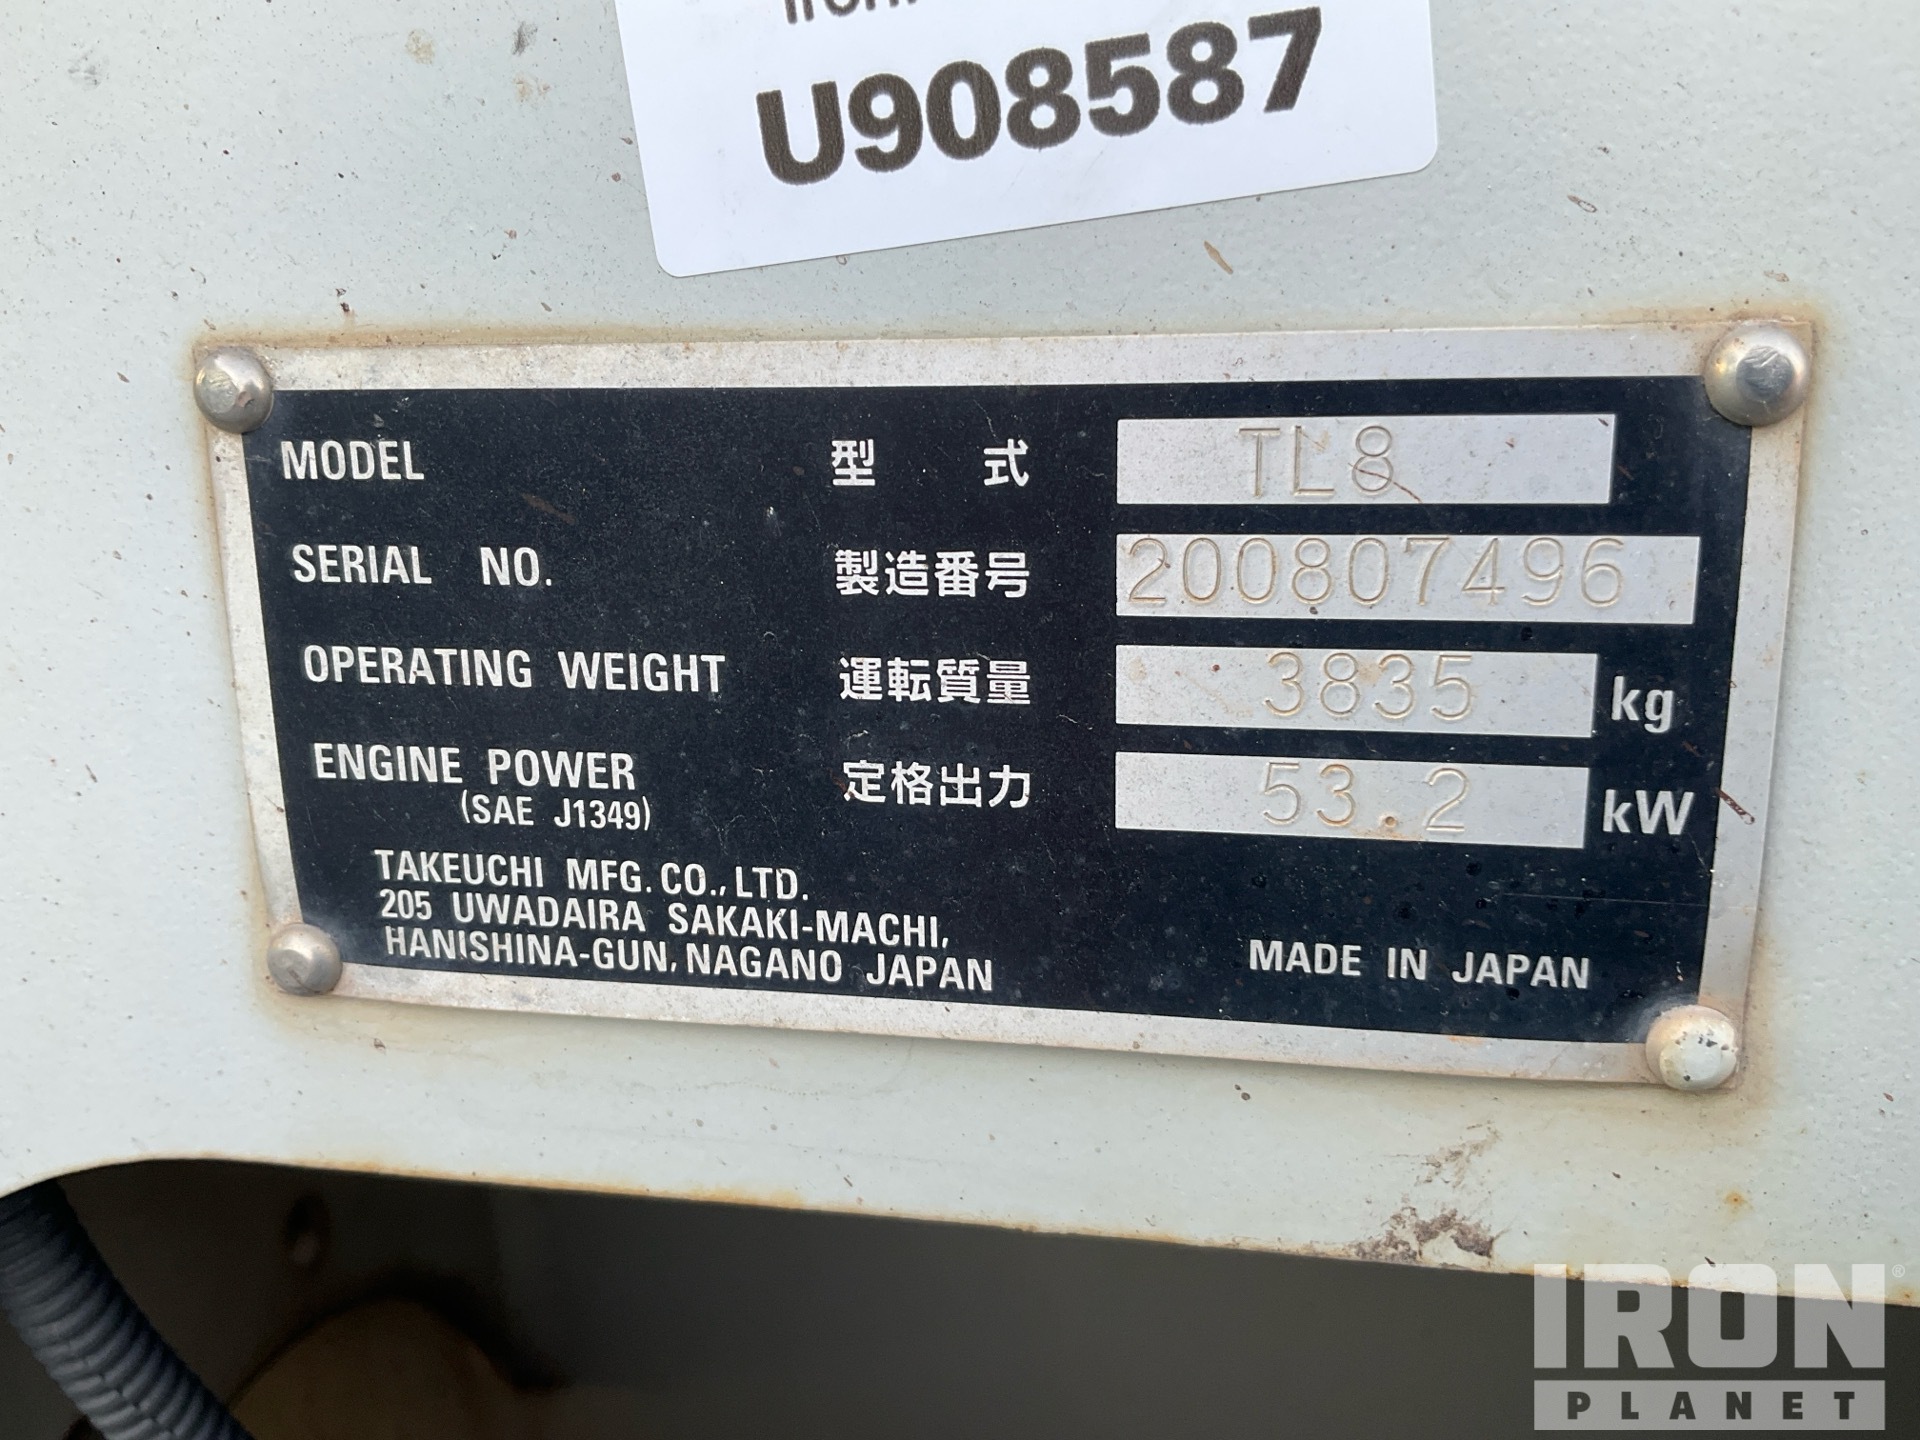 U908587
MODEL 型 式 TL8
SERIAL NO. 製造番号 200807496
OPERATING WEIGHT 運転質量 3835 kg
ENGINE POWER 定格出力 53.2 kW
(SAE J1349)
TAKEUCHI MFG. CO., LTD.
205 UWADAIRA SAKAKI-MACHI,
HANISHINA-GUN, NAGANO JAPAN
MADE IN JAPAN
IRON®
PLANET